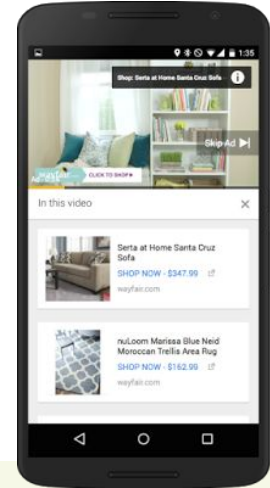 1:35
Shop: Serta at Home Santa Cruz Sofa
Skip Ad
wayfair
CLICK TO SHOP
In this video
Serta at Home Santa Cruz
Sofa
SHOP NOW - $347.99
wayfair.com
nuLoom Marissa Blue Neid
Moroccan Trellis Area Rug
SHOP NOW - $162.99
wayfair.com